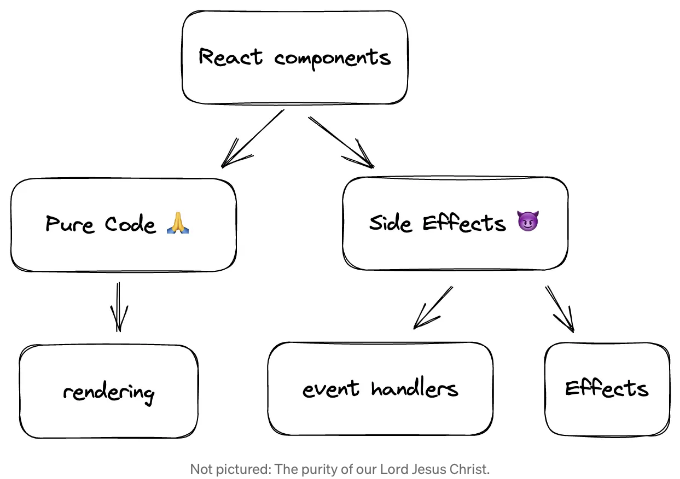 React components
Pure Code 🙏
Side Effects 😈
rendering
event handlers
Effects
Not pictured: The purity of our Lord Jesus Christ.